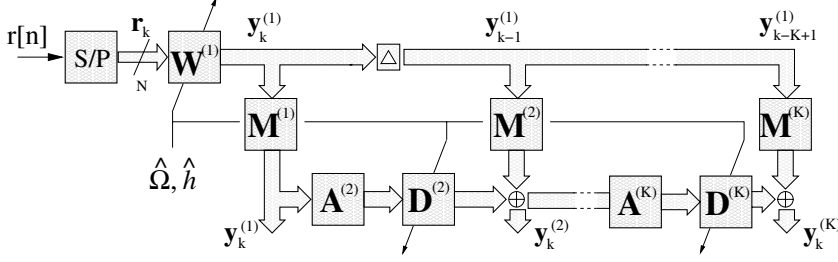 r[n]
S/P
r_k
N
W^(1)
y_k^(1)
△
y_{k-1}^(1)
y_{k-K+1}^(1)
M^(1)
M^(2)
M^(K)
Ω̂, ĥ
A^(2)
D^(2)
A^(K)
D^(K)
y_k^(1)
y_k^(2)
y_k^(K)